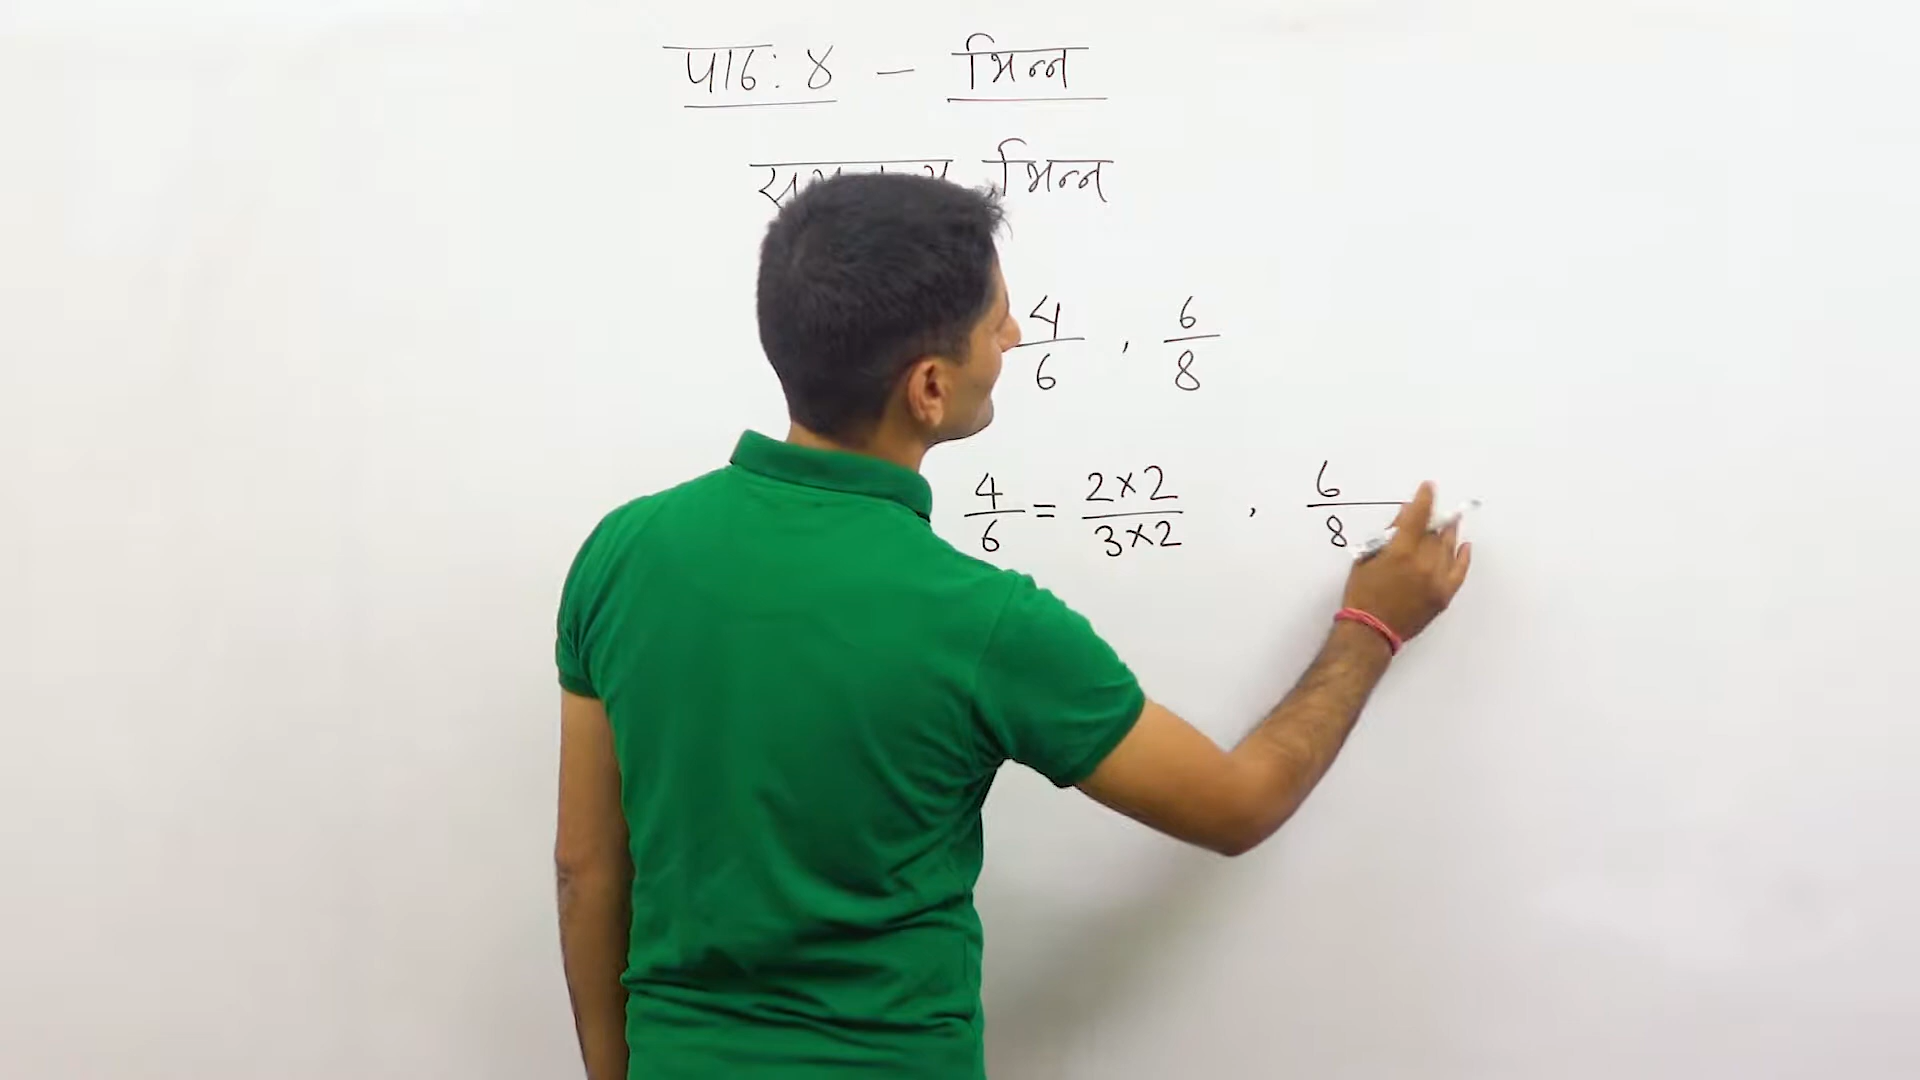 पाठ: ४ - भिन्न
भिन्न
4/6 , 6/8
4/6 = 2×2/3×2 , 6/8